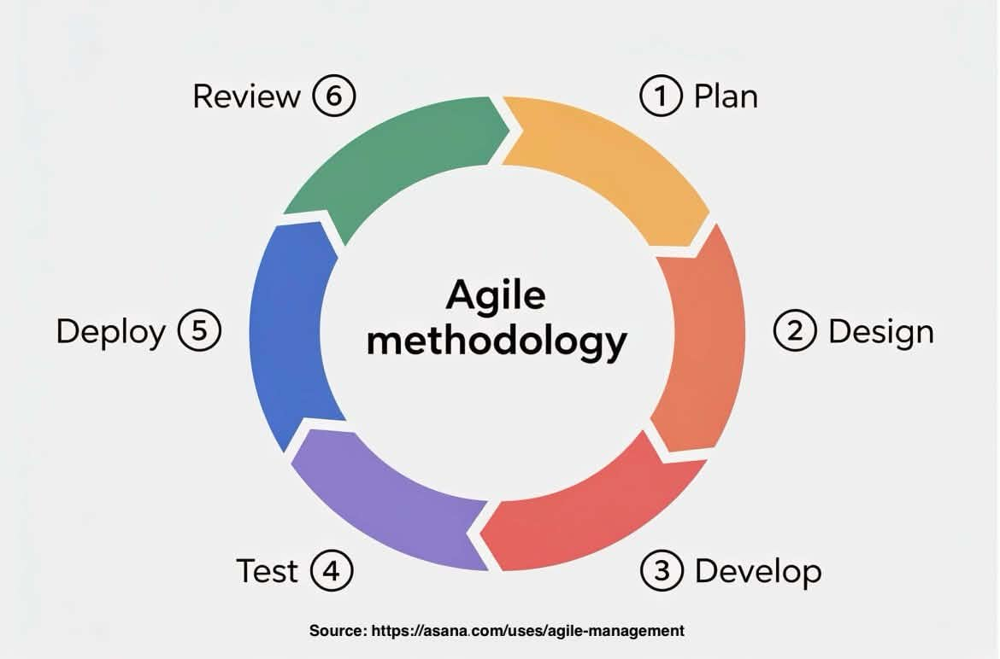 Agile
methodology
1 Plan
2 Design
3 Develop
Test 4
Deploy 5
Review 6
Source: https://asana.com/uses/agile-management